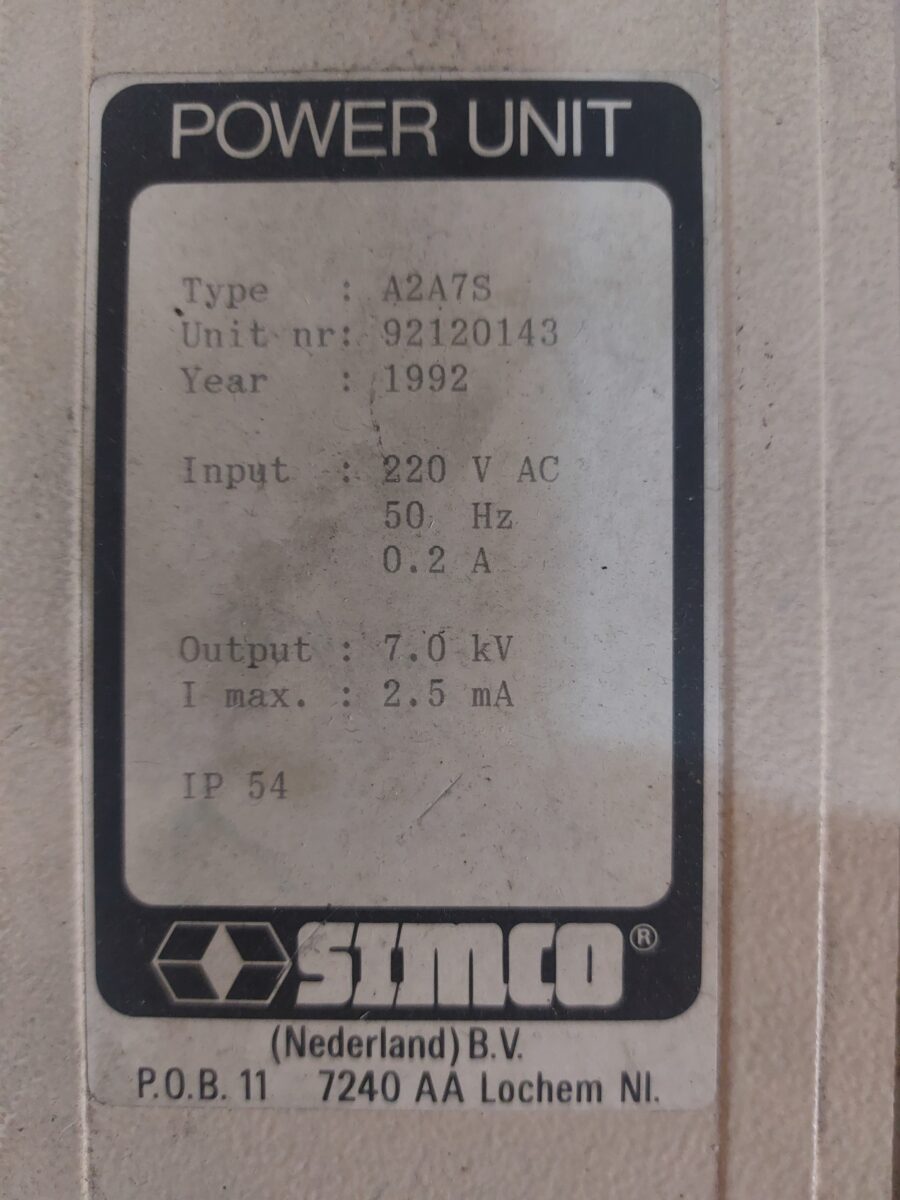 POWER UNIT
Type : A2A7S
Unit nr: 92120143
Year : 1992
Input : 220 V AC
50 Hz
0.2 A
Output : 7.0 kV
I max. : 2.5 mA
IP 54
SIMCO®
(Nederland) B.V.
P.O.B. 11 7240 AA Lochem Nl.